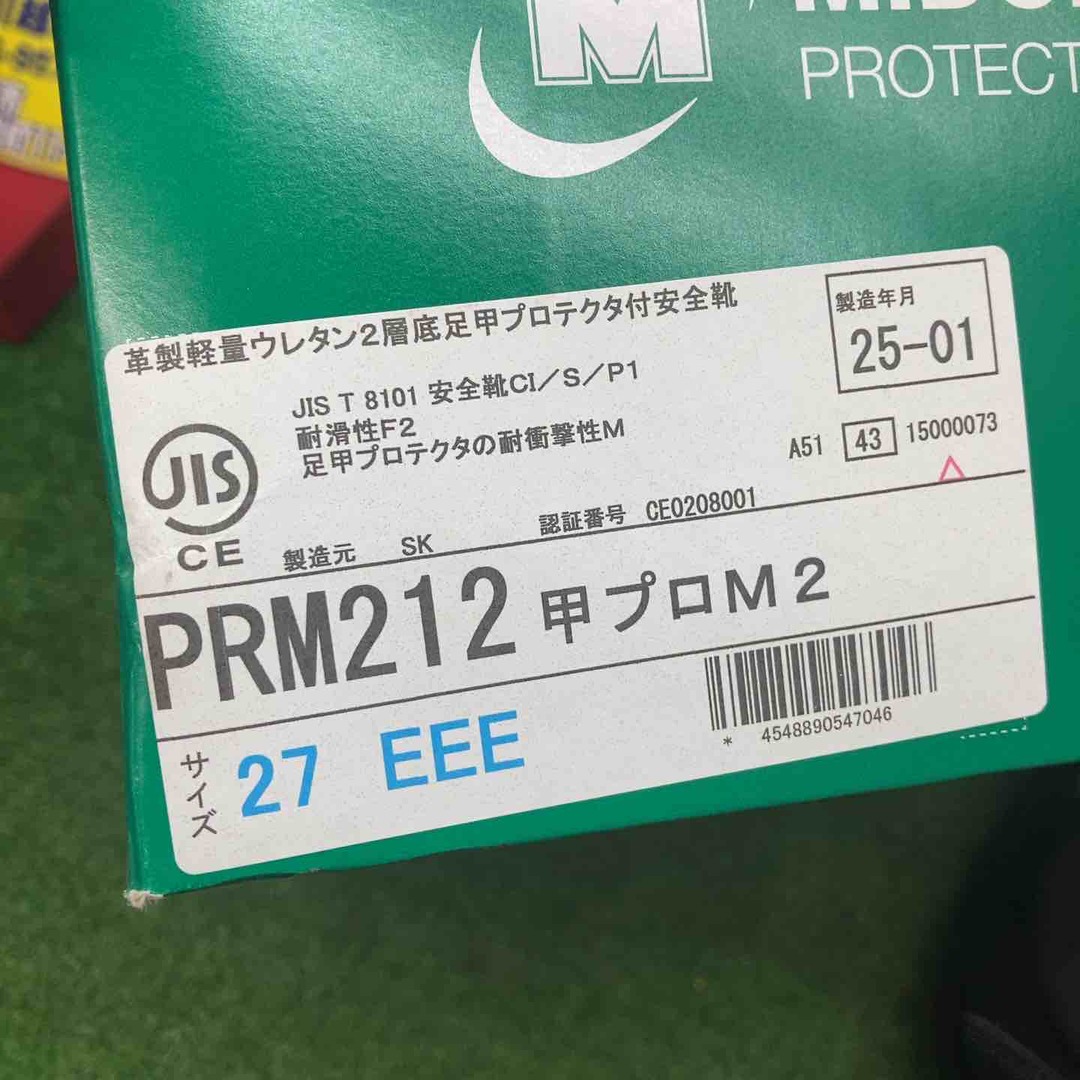 M
PROTECT
革製軽量ウレタン2層底足甲プロテクタ付安全靴
製造年月
25-01
JIS T 8101 安全靴CI/S/P1
耐滑性F2
足甲プロテクタの耐衝撃性M
A51 43 15000073
JIS
CE
製造元 SK 認証番号 CE0208001
PRM212 甲プロM2
サイズ 27 EEE
* 4548890547046